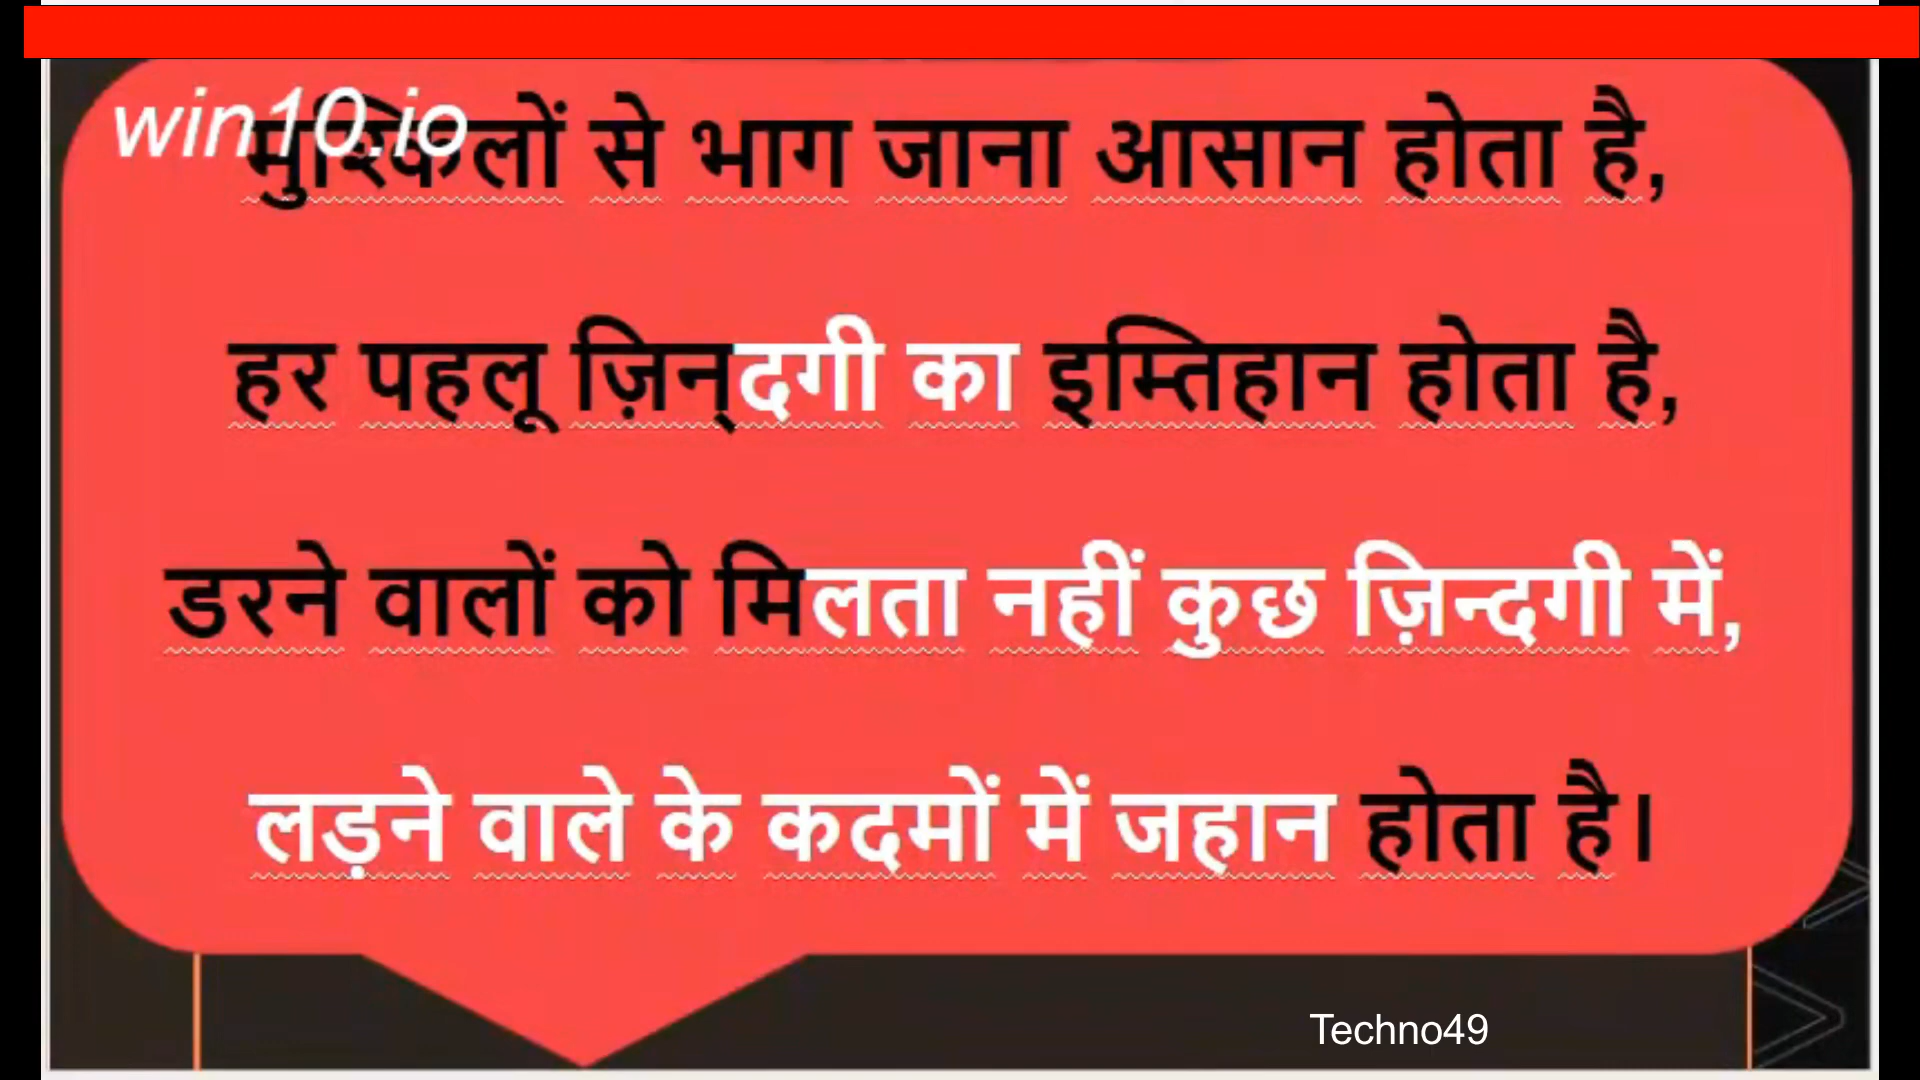 win10.io
मुश्किलों से भाग जाना आसान होता है,
हर पहलू ज़िन्दगी का इम्तिहान होता है,
डरने वालों को मिलता नहीं कुछ ज़िन्दगी में,
लड़ने वाले के कदमों में जहान होता है।
Techno49